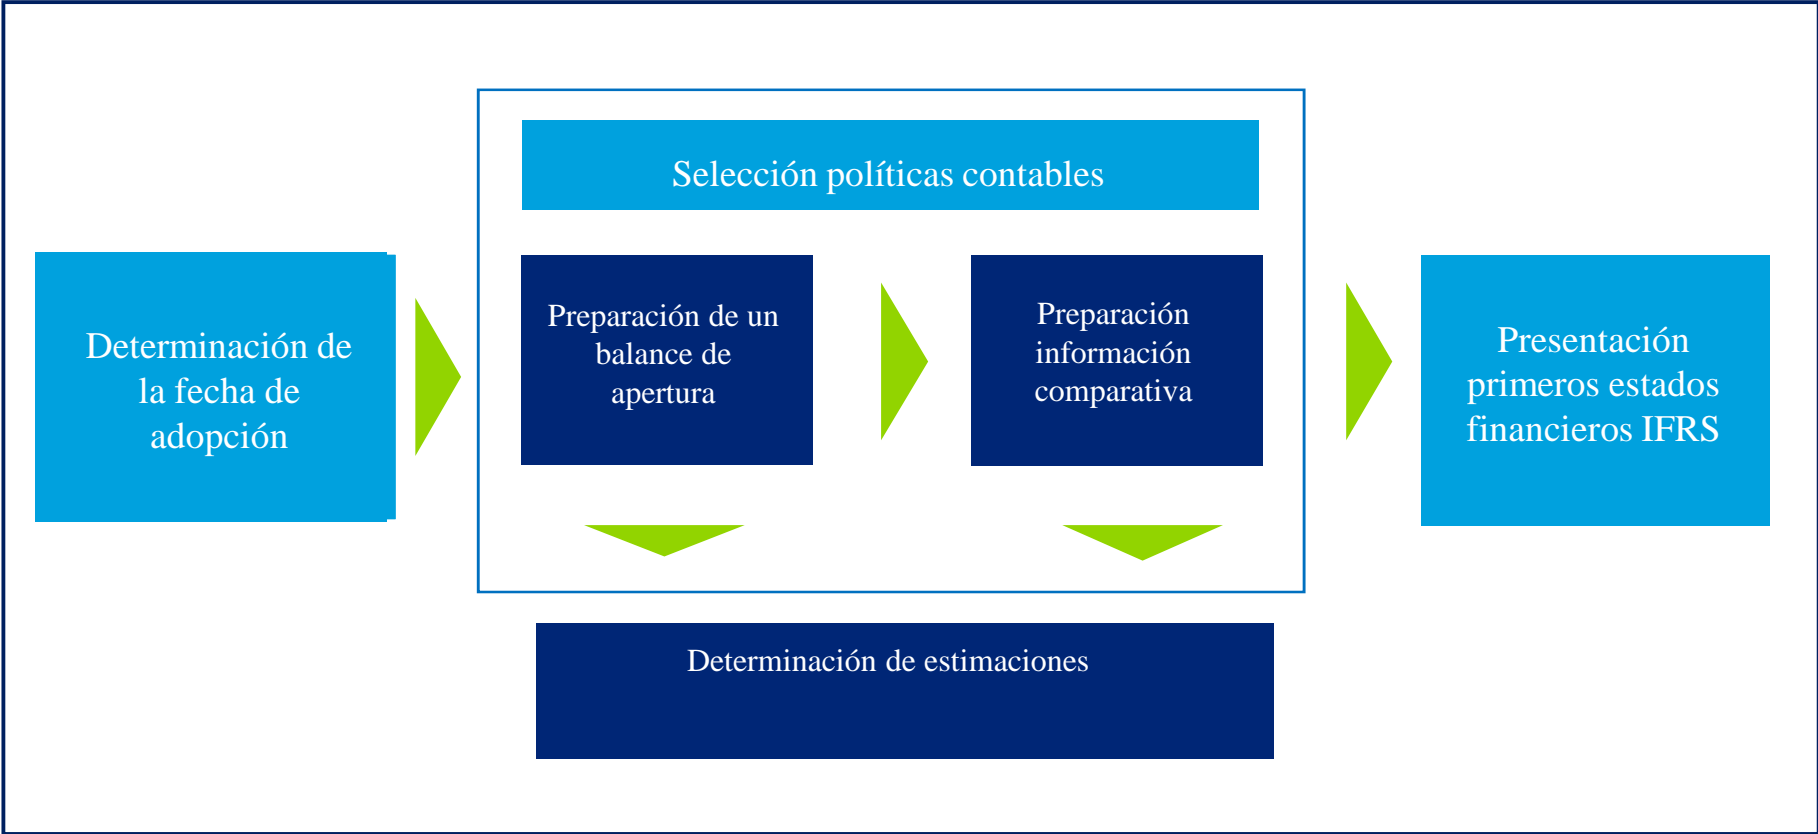 Selección políticas contables
Determinación de
la fecha de
adopción
Preparación de un
balance de
apertura
Preparación
información
comparativa
Presentación
primeros estados
financieros IFRS
Determinación de estimaciones